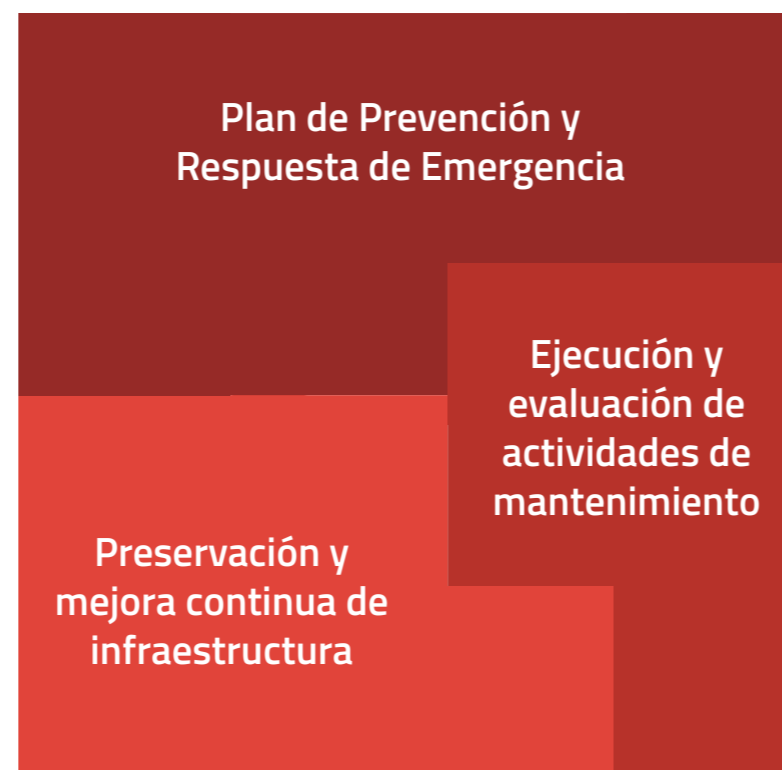 Plan de Prevención y
Respuesta de Emergencia
Ejecución y
evaluación de
actividades de
mantenimiento
Preservación y
mejora continua de
infraestructura